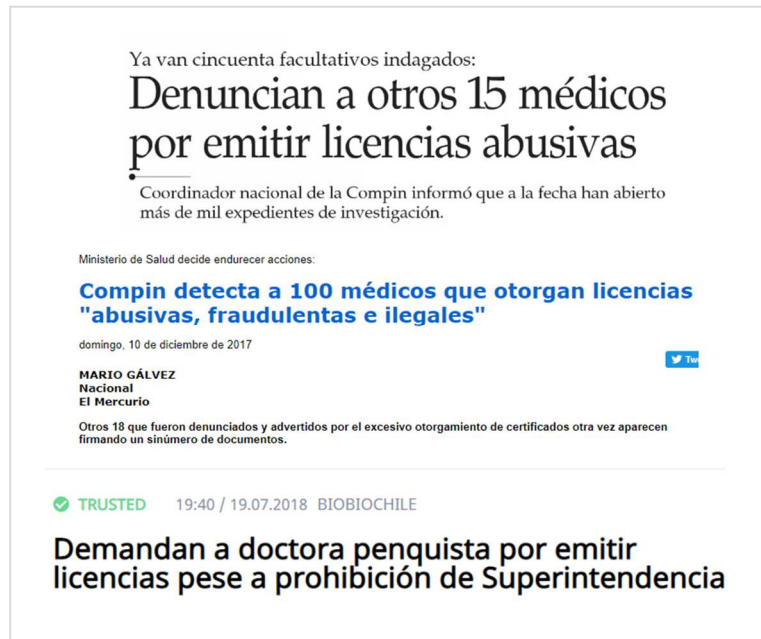 Ya van cincuenta facultativos indagados:
Denuncian a otros 15 médicos
por emitir licencias abusivas
Coordinador nacional de la Compin informó que a la fecha han abierto
más de mil expedientes de investigación.
Ministerio de Salud decide endurecer acciones:
Compin detecta a 100 médicos que otorgan licencias
"abusivas, fraudulentas e ilegales"
domingo, 10 de diciembre de 2017
MARIO GÁLVEZ
Nacional
El Mercurio
Otros 18 que fueron denunciados y advertidos por el excesivo otorgamiento de certificados otra vez aparecen
firmando un sinúmero de documentos.
TRUSTED 19:40 / 19.07.2018 BIOBIOCHILE
Demandan a doctora penquista por emitir
licencias pese a prohibición de Superintendencia